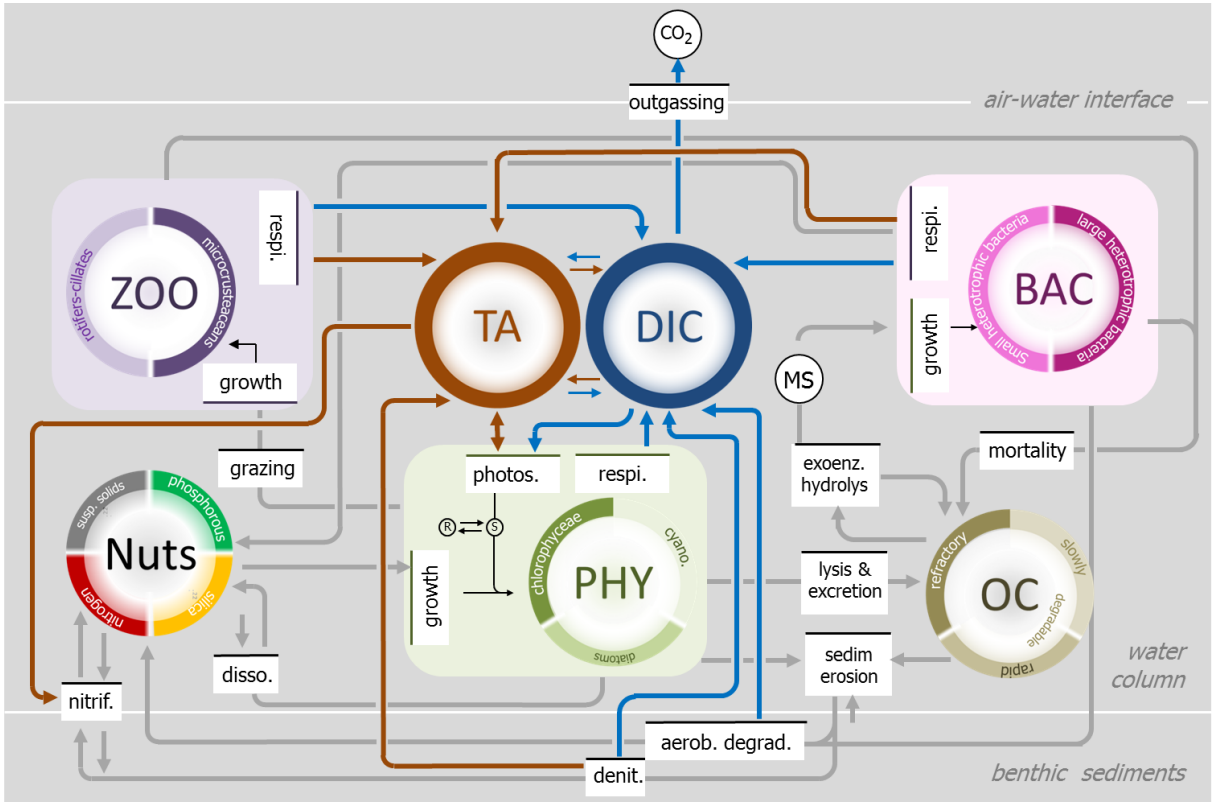 CO2
outgassing
air-water interface
respi.
rotifers-cillates
microcrusteaceans
ZOO
growth
grazing
TA
DIC
respi.
growth
Small heterotrophic bacteria
large heterotrophic bacteria
BAC
MS
mortality
exoenz.
hydrolys
photos.
respi.
R
S
growth
chlorophyceae
cyano.
diatoms
PHY
susp. solids
phosphorous
nitrogen
silica
Nuts
disso.
nitrif.
lysis &
excretion
refractory
slowly
degradable
rapid
OC
sedim
erosion
water
column
aerob. degrad.
denit.
benthic sediments